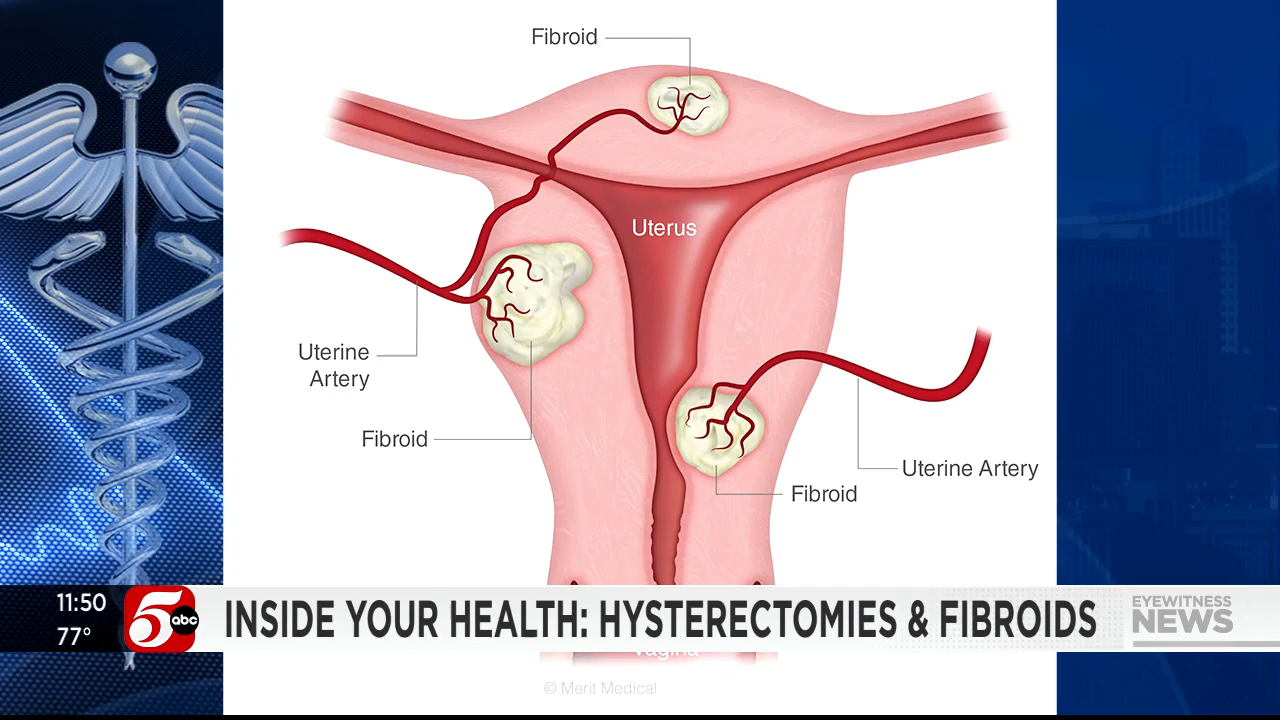 Fibroid
Uterus
Uterine
Artery
Fibroid
Uterine Artery
Fibroid
11:50
77°
5
abc
INSIDE YOUR HEALTH: HYSTERECTOMIES & FIBROIDS
EYEWITNESS
NEWS
Vagina
© Merit Medical